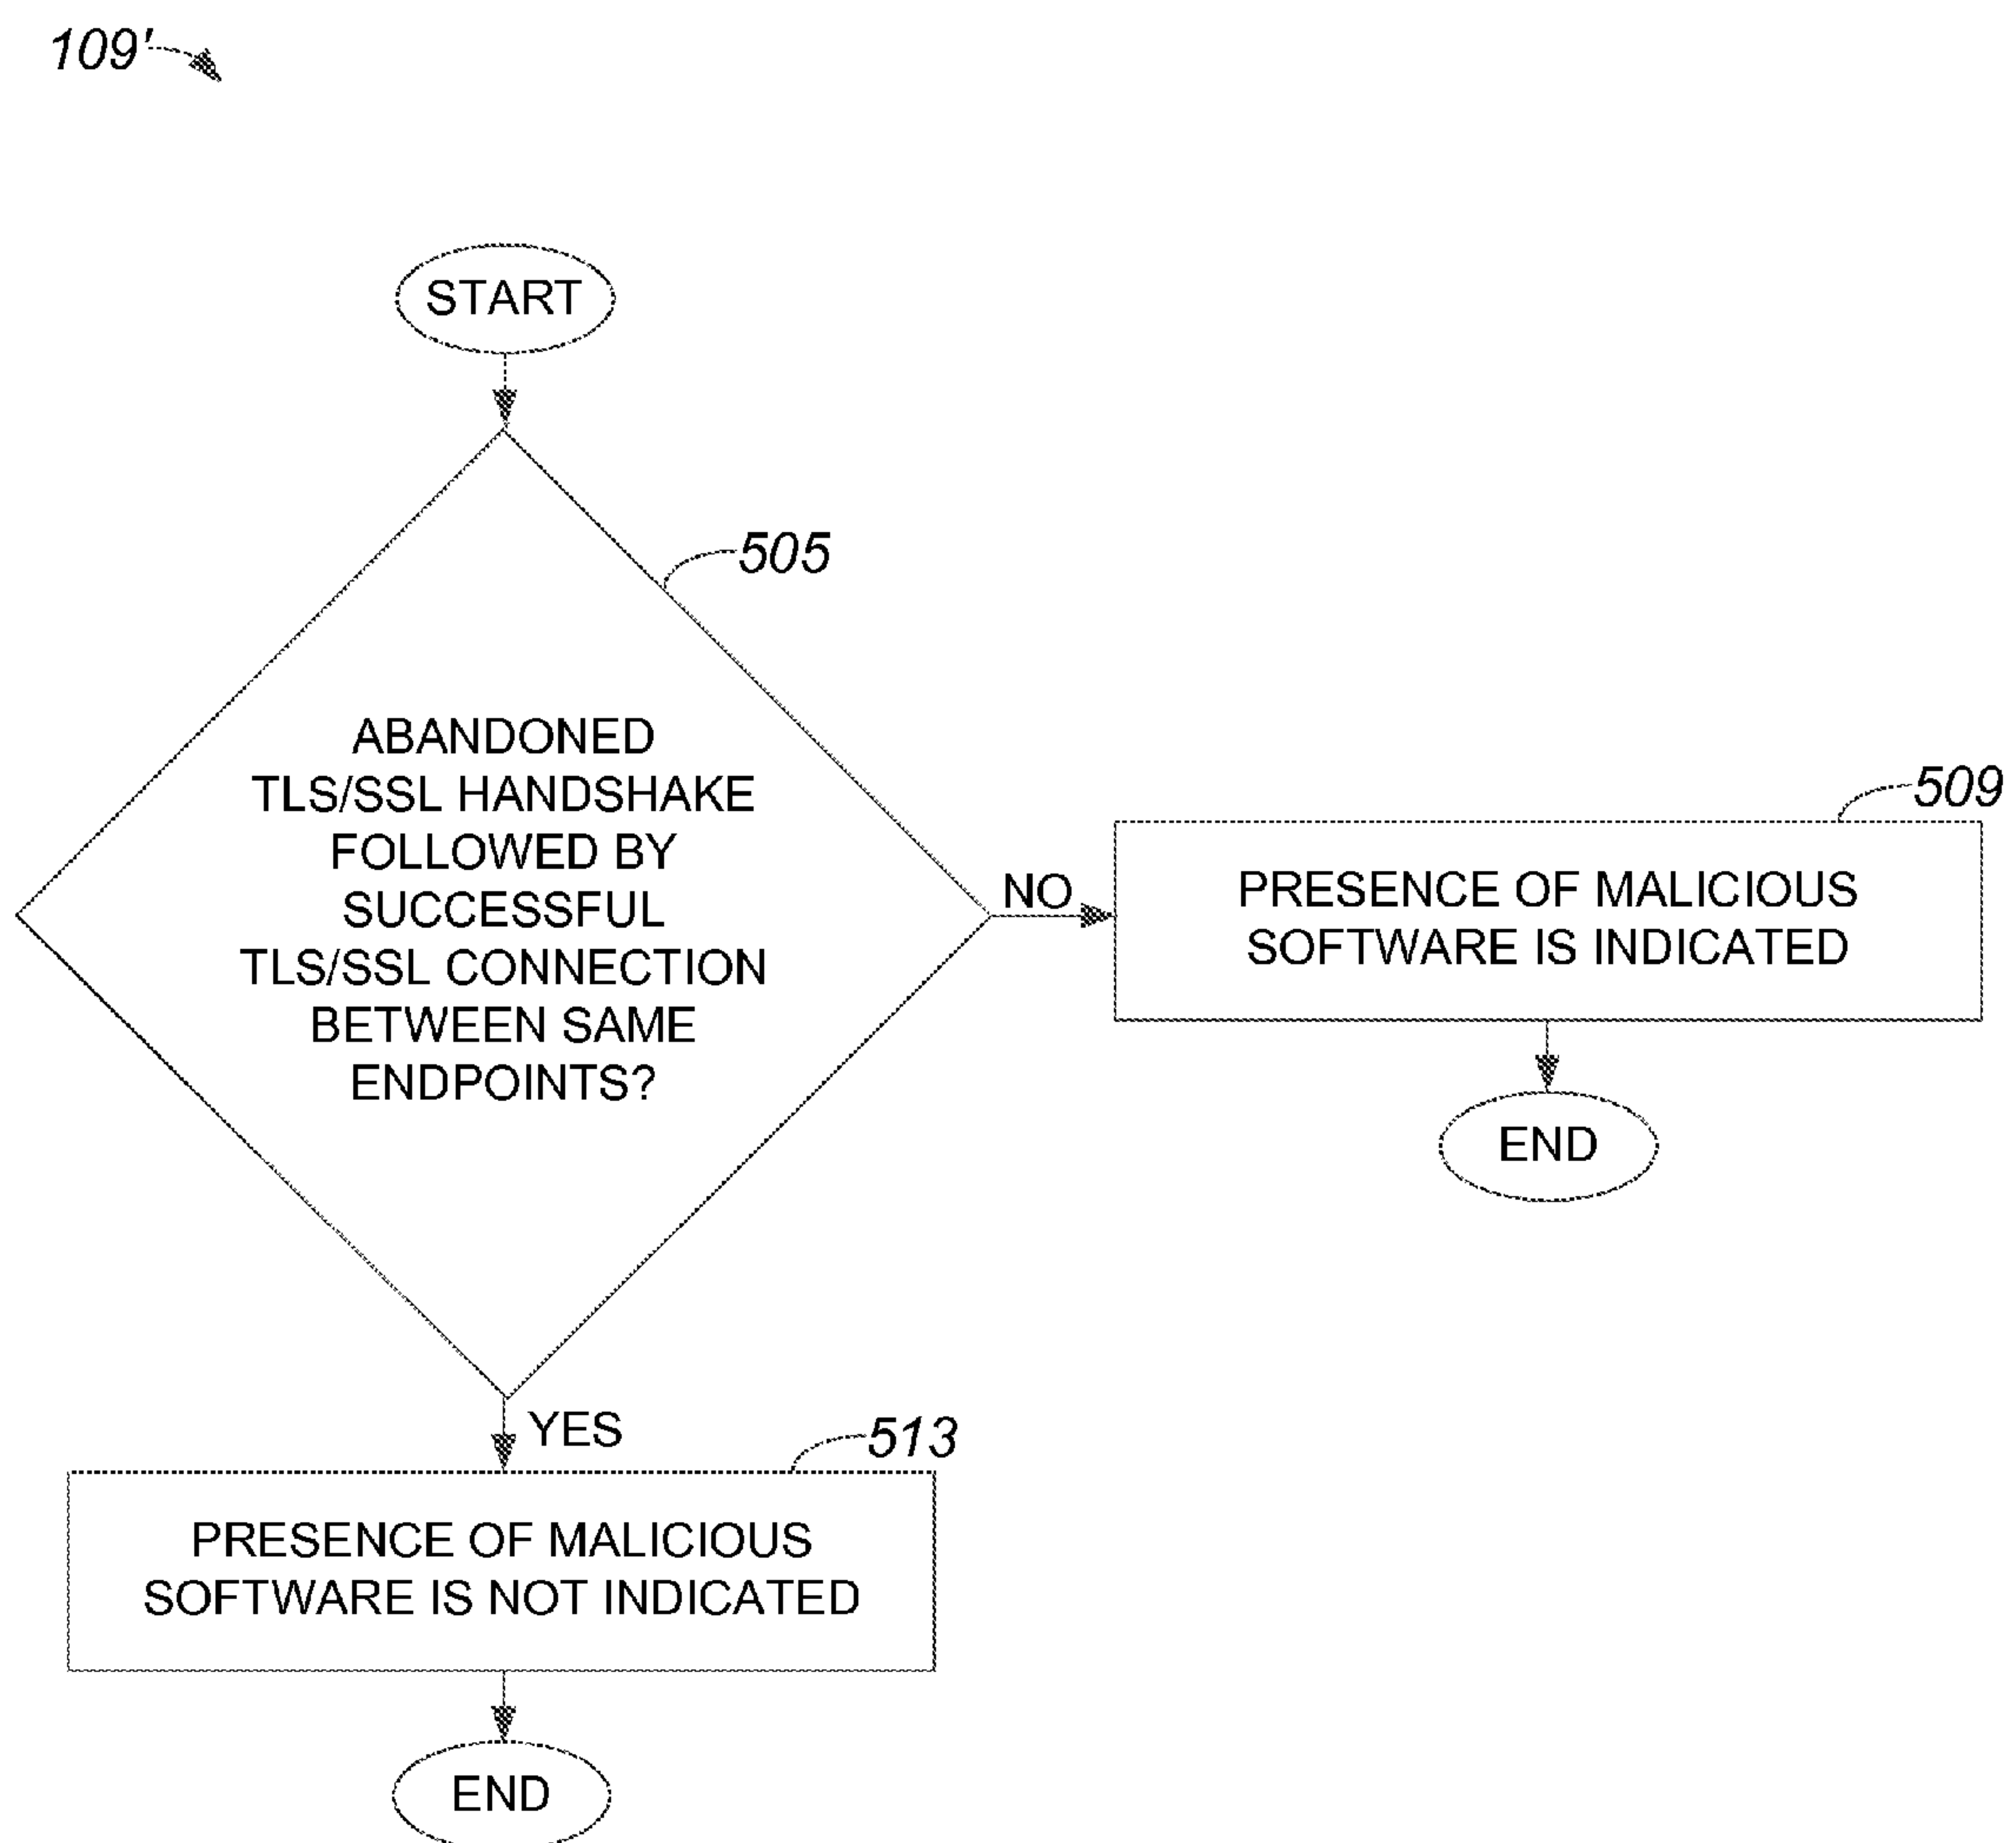 109'
START
505
ABANDONED
TLS/SSL HANDSHAKE
FOLLOWED BY
SUCCESSFUL
TLS/SSL CONNECTION
BETWEEN SAME
ENDPOINTS?
NO
509
PRESENCE OF MALICIOUS
SOFTWARE IS INDICATED
END
YES
513
PRESENCE OF MALICIOUS
SOFTWARE IS NOT INDICATED
END